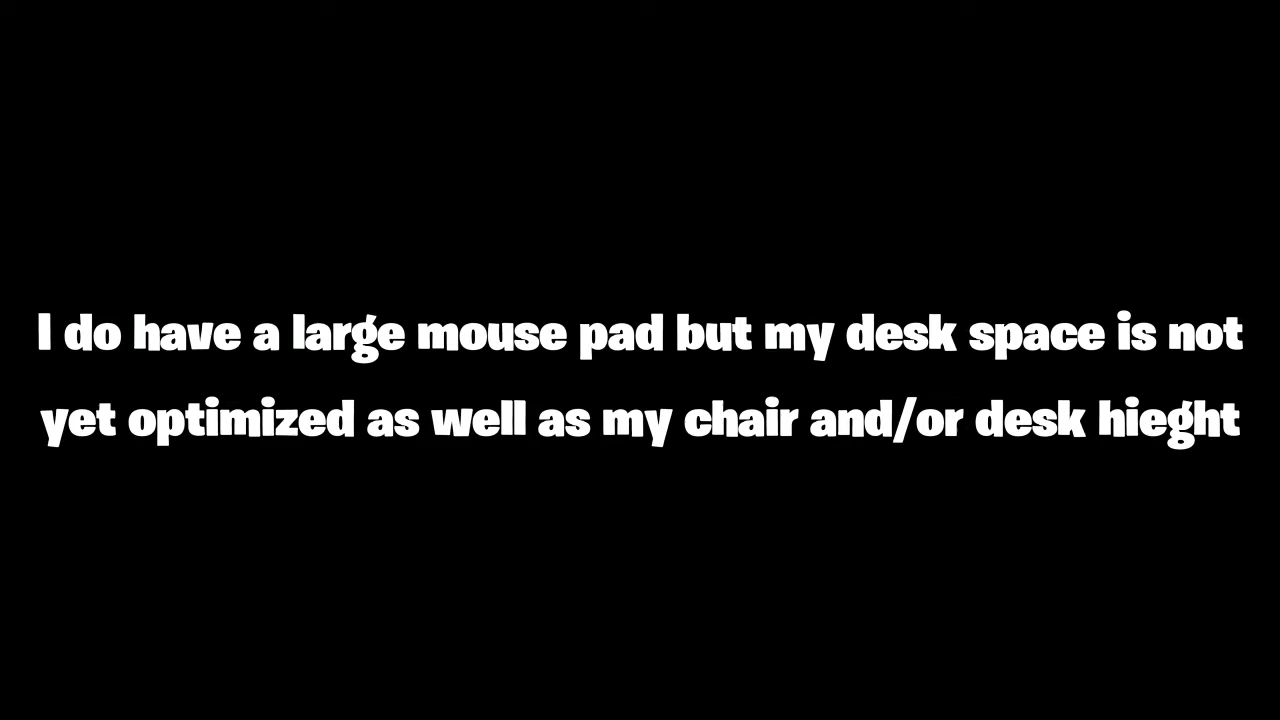 I do have a large mouse pad but my desk space is not
yet optimized as well as my chair and/or desk hieght